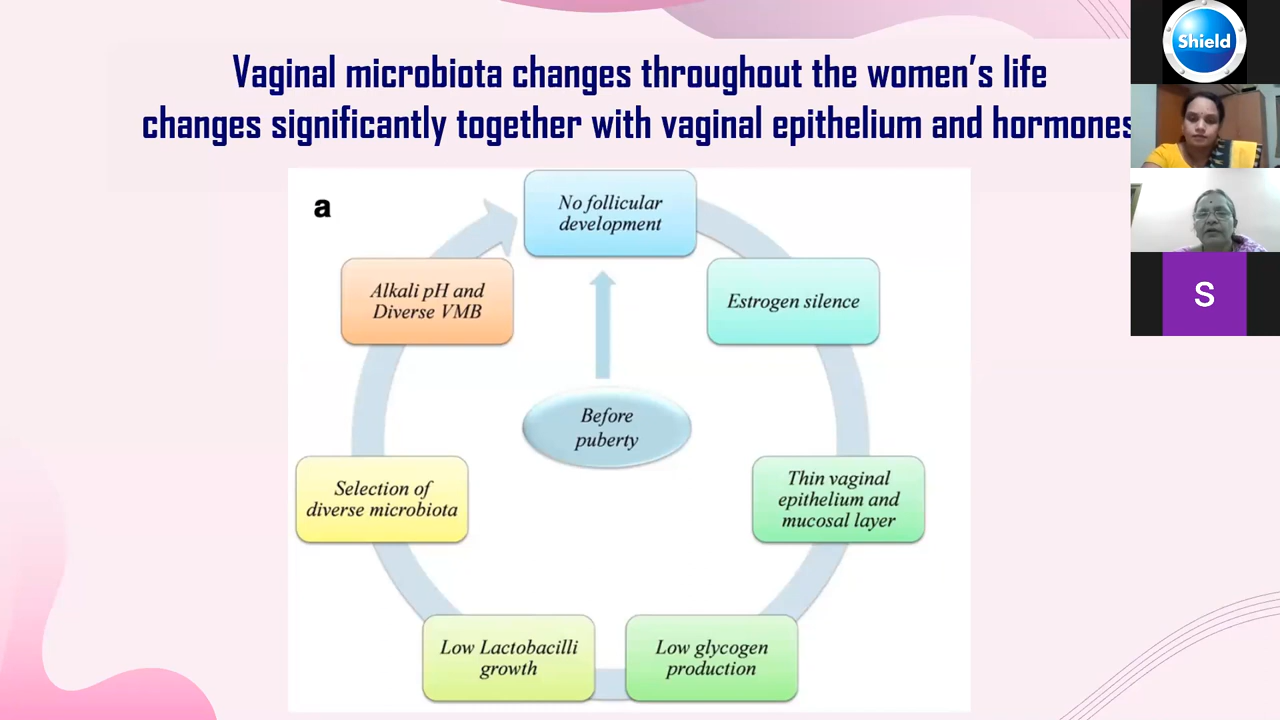 Vaginal microbiota changes throughout the women's life
changes significantly together with vaginal epithelium and hormones
a
No follicular
development
Estrogen silence
Thin vaginal
epithelium and
mucosal layer
Low glycogen
production
Low Lactobacilli
growth
Selection of
diverse microbiota
Alkali pH and
Diverse VMB
Before
puberty
Shield
S